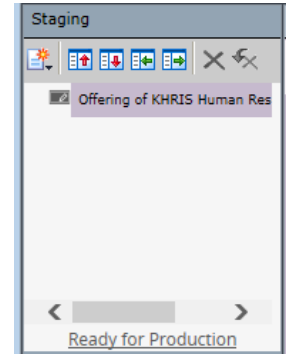 Staging
Offering of KHRIS Human Res
Ready for Production